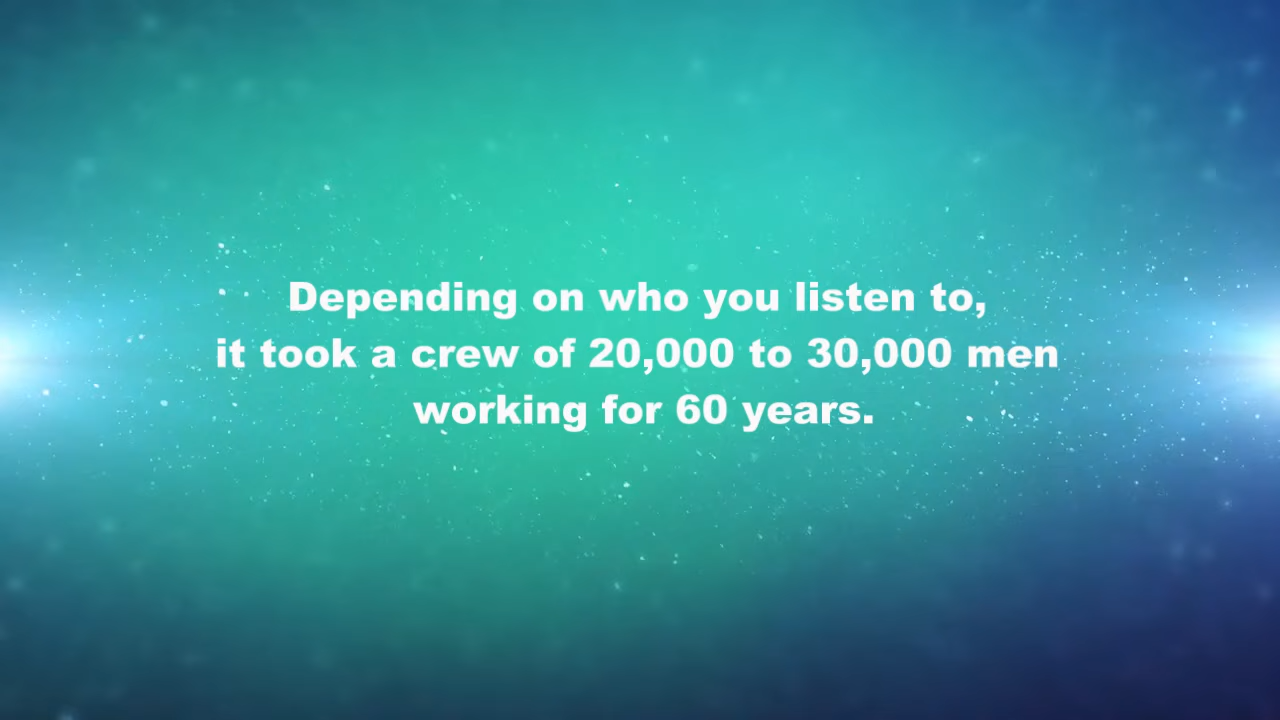 Depending on who you listen to,
it took a crew of 20,000 to 30,000 men
working for 60 years.